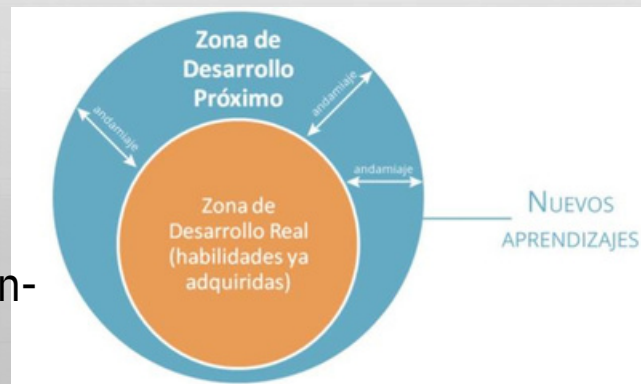 Zona de
Desarrollo
Próximo
andamiaje
andamiaje
andamiaje
Zona de
Desarrollo Real
(habilidades ya
adquiridas)
NUEVOS
APRENDIZAJES
n-